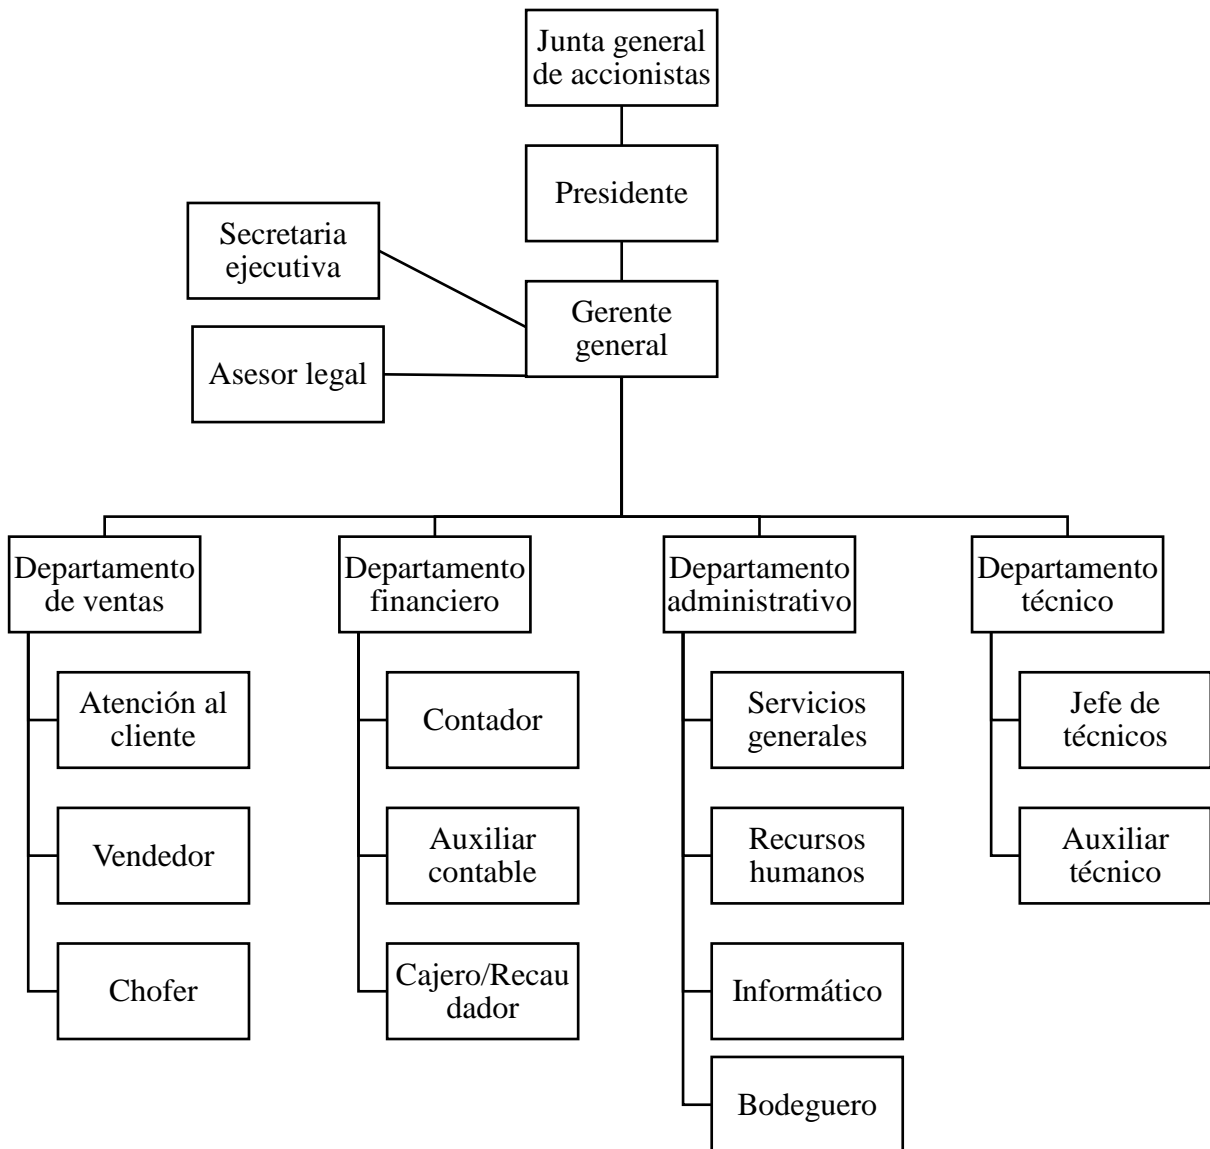 Junta general
de accionistas
Presidente
Secretaria
ejecutiva
Gerente
general
Asesor legal
Departamento
de ventas
Departamento
financiero
Departamento
administrativo
Departamento
técnico
Atención al
cliente
Contador
Servicios
generales
Jefe de
técnicos
Vendedor
Auxiliar
contable
Recursos
humanos
Auxiliar
técnico
Chofer
Cajero/Recau
dador
Informático
Bodeguero